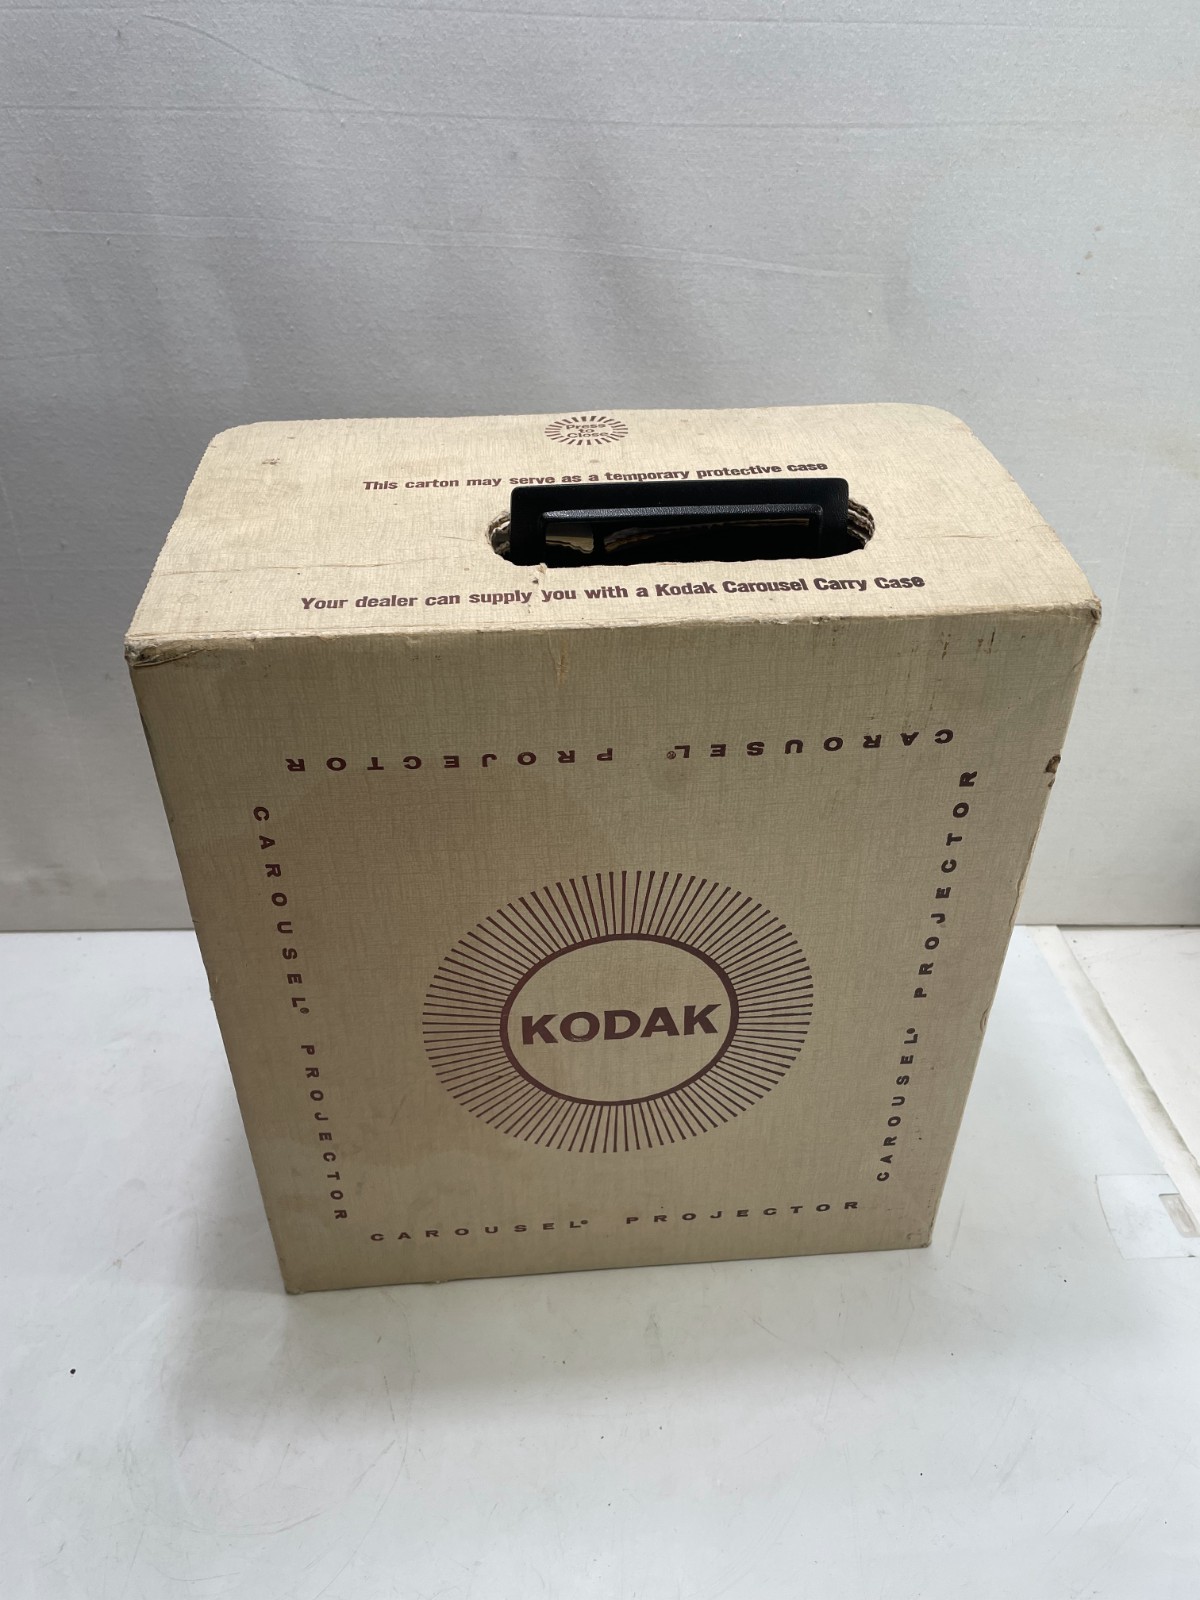 Press
to
Close
This carton may serve as a temporary protective case
Your dealer can supply you with a Kodak Carousel Carry Case
CAROUSEL® PROJECTOR
CAROUSEL® PROJECTOR
CAROUSEL® PROJECTOR
KODAK
CAROUSEL® PROJECTOR